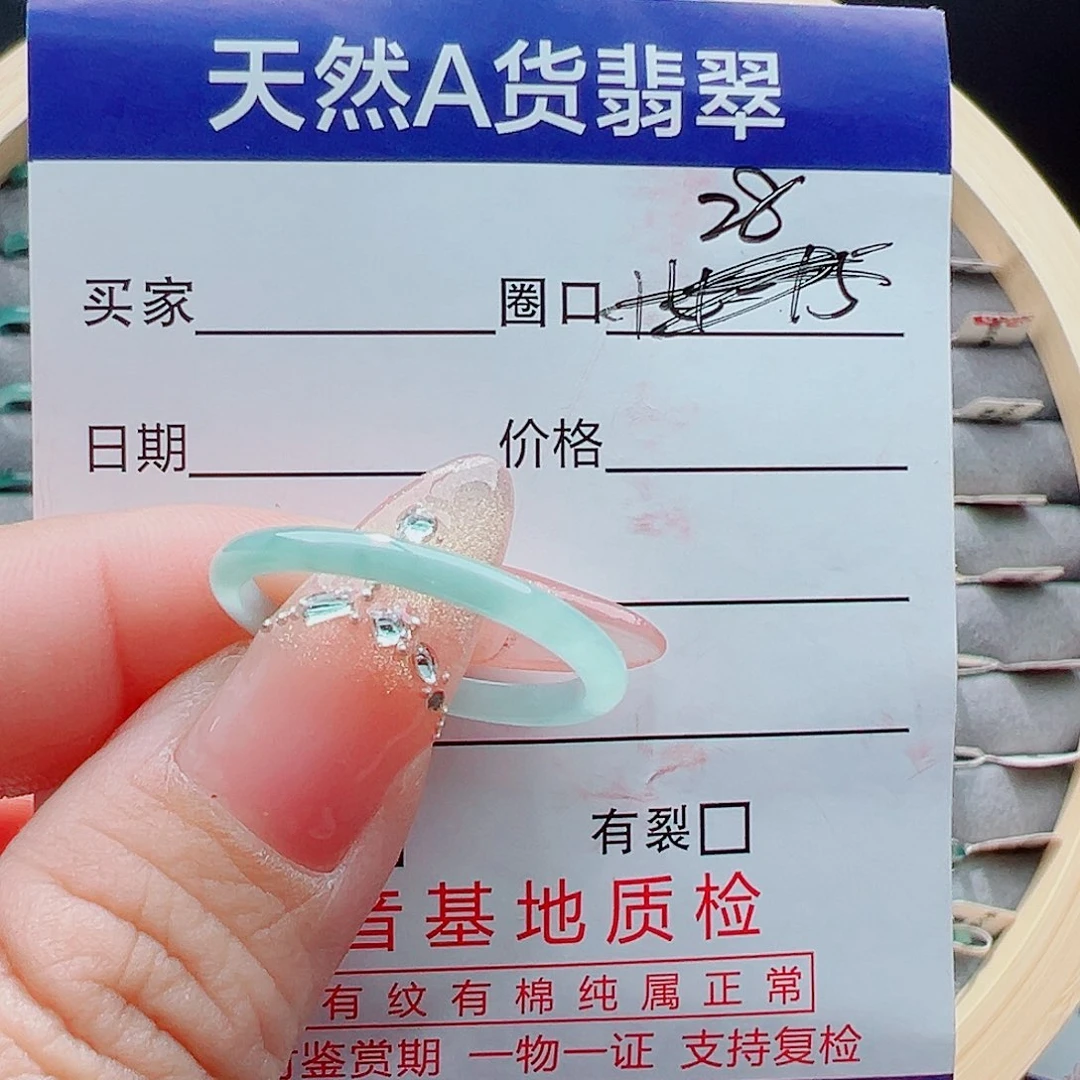 天然A货翡翠
28
买家 圈口
日期 价格
有裂
音基地质检
有纹有棉纯属正常
鉴赏期 一物一证 支持复检